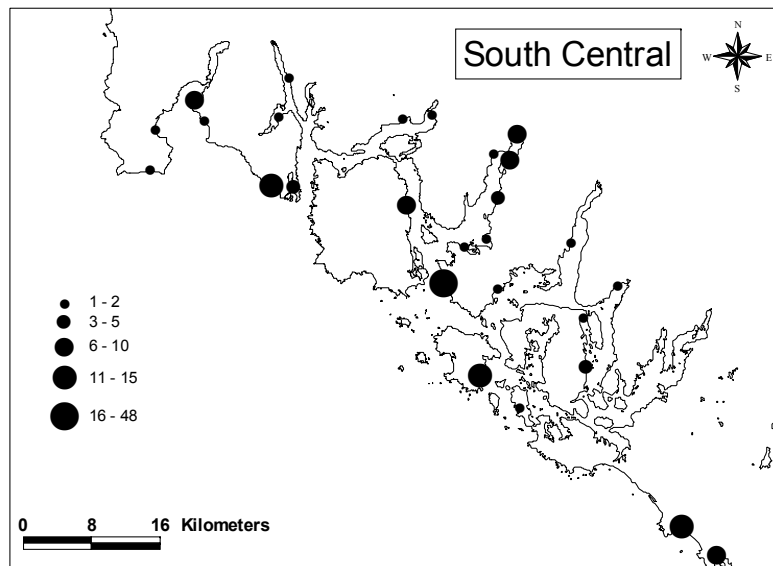 South Central
N
W E
S
1 - 2
3 - 5
6 - 10
11 - 15
16 - 48
0 8 16 Kilometers